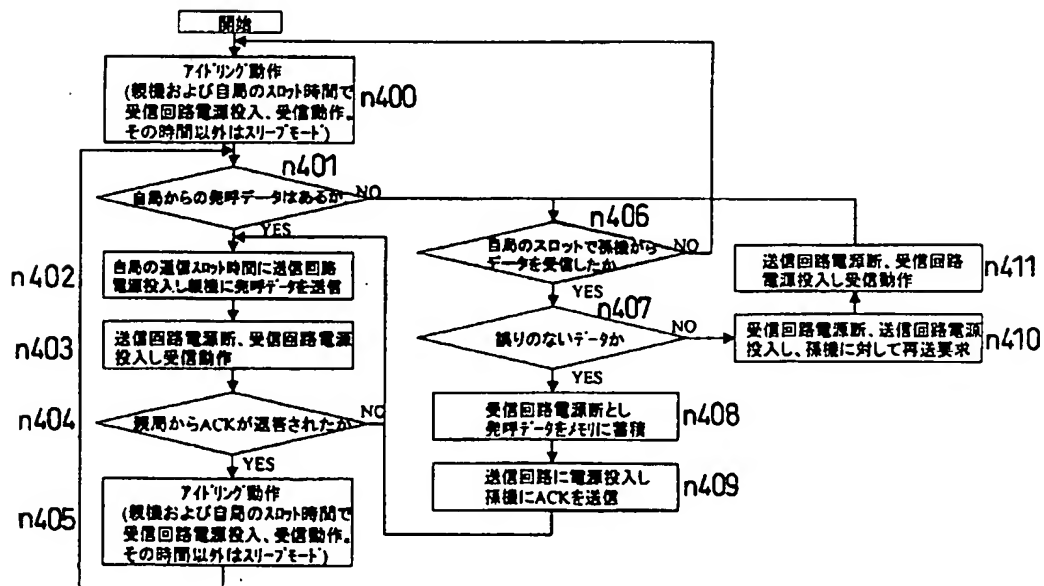 開始
アイドリング動作
(親機および自局のスロット時間で
受信回路電源投入、受信動作。
その時間以外はスリープモード)
n400
n401
自局からの発呼データはあるか
NO
YES
n402
自局の通信スロット時間に送信回路
電源投入し親機に発呼データを送信
n403
送信回路電源断、受信回路電源
投入し受信動作
n404
親局からACKが返答されたか
NO
YES
n405
アイドリング動作
(親機および自局のスロット時間で
受信回路電源投入、受信動作。
その時間以外はスリープモード)
n406
自局のスロットで孫機から
データを受信したか
NO
YES
n407
誤りのないデータか
NO
YES
n408
受信回路電源断とし
発呼データをメモリに蓄積
n409
送信回路に電源投入し
孫機にACKを送信
受信回路電源断、送信回路電源
投入し、孫機に対して再送要求
n410
送信回路電源断、受信回路
電源投入し受信動作
n411